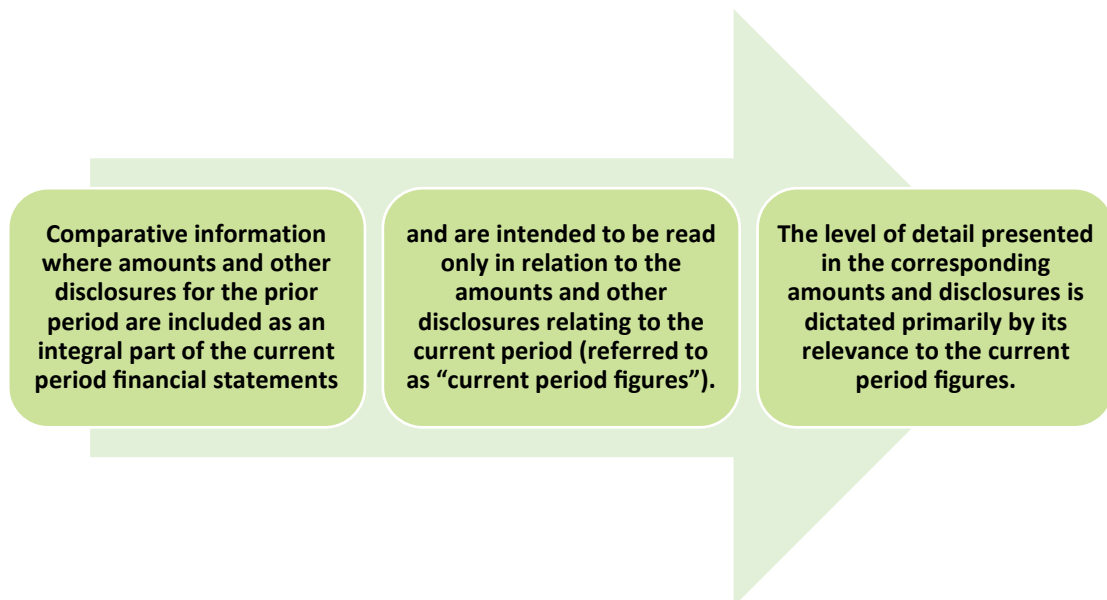 Comparative information
where amounts and other
disclosures for the prior
period are included as an
integral part of the current
period financial statements
and are intended to be read
only in relation to the
amounts and other
disclosures relating to the
current period (referred to
as “current period figures”).
The level of detail presented
in the corresponding
amounts and disclosures is
dictated primarily by its
relevance to the current
period figures.